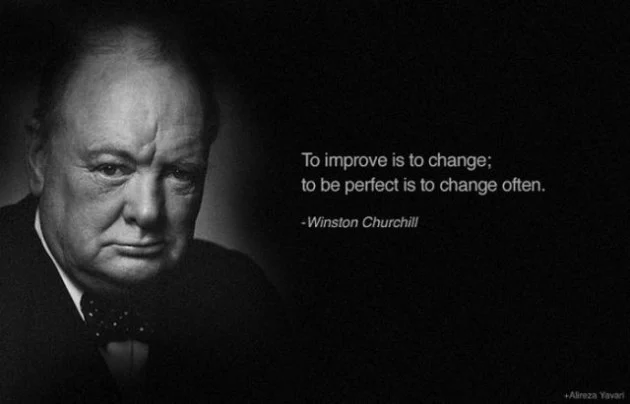 To improve is to change;
to be perfect is to change often.
-Winston Churchill
+Alireza Yavari